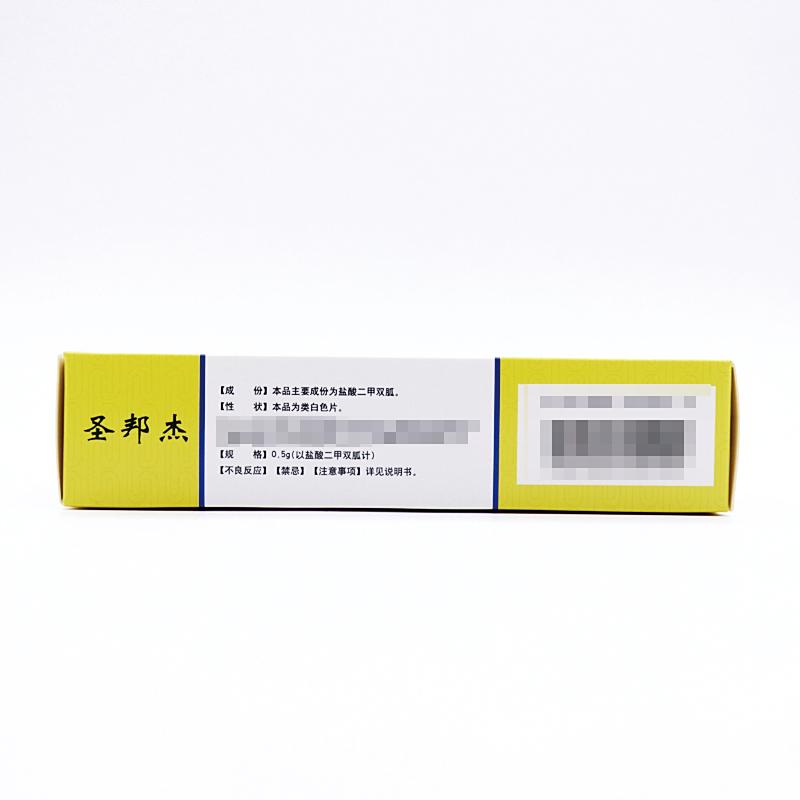 圣邦杰
【成 份】本品主要成份为盐酸二甲双胍。
【性 状】本品为类白色片。
【规 格】0.5g(以盐酸二甲双胍计)
【不良反应】【禁忌】【注意事项】详见说明书。